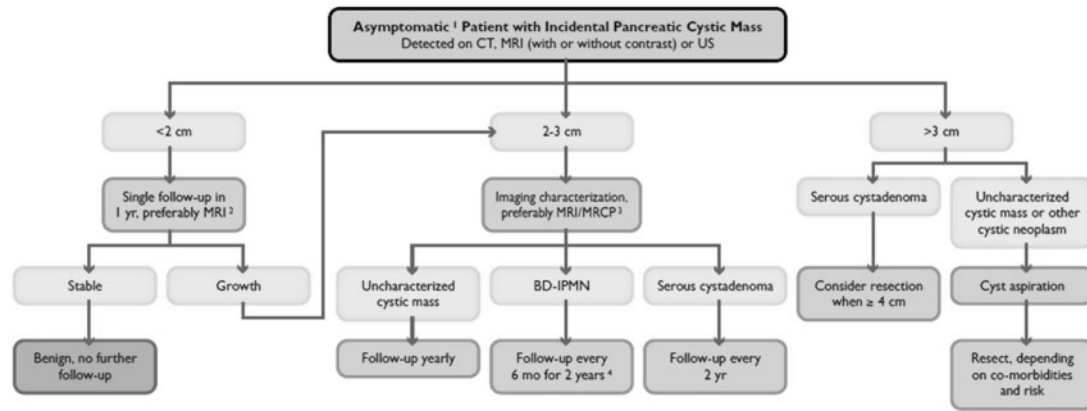 Asymptomatic ¹ Patient with Incidental Pancreatic Cystic Mass
Detected on CT, MRI (with or without contrast) or US
<2 cm
2-3 cm
>3 cm
Single follow-up in
1 yr, preferably MRI ²
Imaging characterization,
preferably MRI/MRCP ³
Serous cystadenoma
Uncharacterized
cystic mass or other
cystic neoplasm
Stable
Growth
Uncharacterized
cystic mass
BD-IPMN
Serous cystadenoma
Consider resection
when ≥ 4 cm
Cyst aspiration
Benign, no further
follow-up
Follow-up yearly
Follow-up every
6 mo for 2 years ⁴
Follow-up every
2 yr
Resect, depending
on co-morbidities
and risk